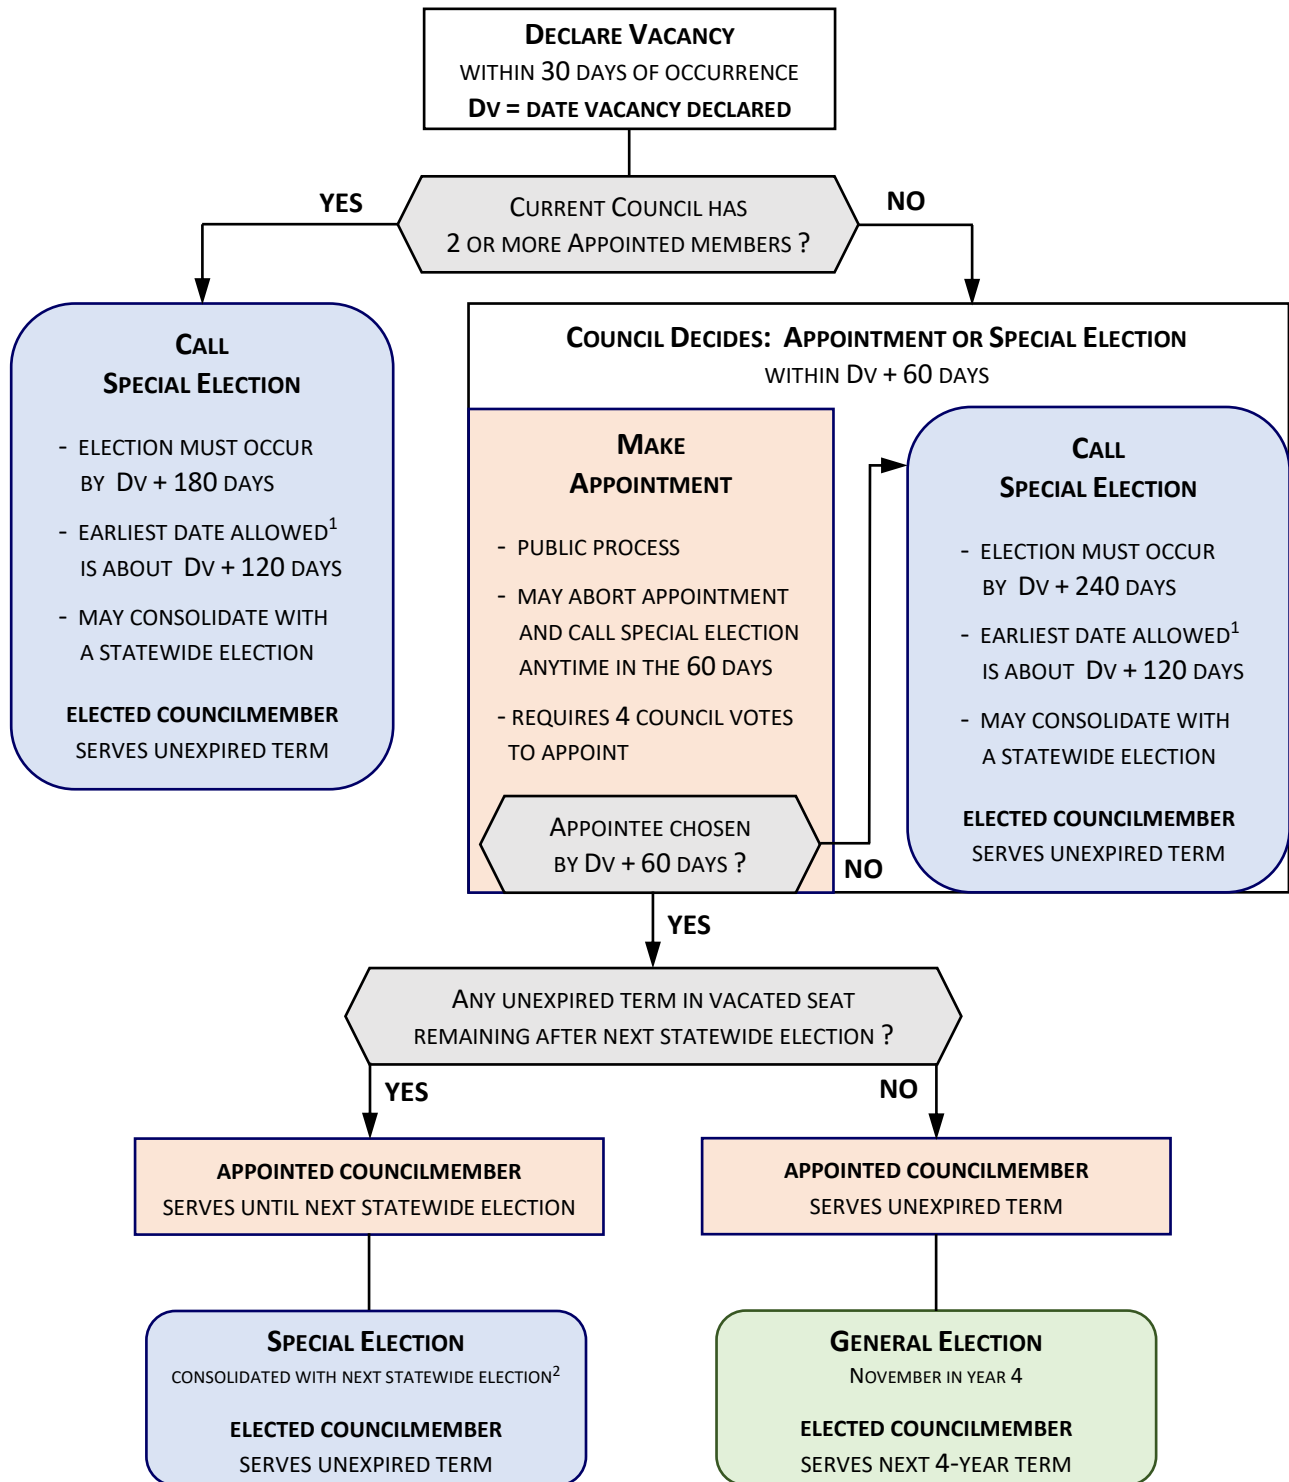 DECLARE VACANCY
WITHIN 30 DAYS OF OCCURRENCE
DV = DATE VACANCY DECLARED
YES
CURRENT COUNCIL HAS
2 OR MORE APPOINTED MEMBERS ?
NO
CALL
SPECIAL ELECTION
- ELECTION MUST OCCUR
BY DV + 180 DAYS
- EARLIEST DATE ALLOWED1
IS ABOUT DV + 120 DAYS
- MAY CONSOLIDATE WITH
A STATEWIDE ELECTION
ELECTED COUNCILMEMBER
SERVES UNEXPIRED TERM
COUNCIL DECIDES: APPOINTMENT OR SPECIAL ELECTION
WITHIN DV + 60 DAYS
MAKE
APPOINTMENT
- PUBLIC PROCESS
- MAY ABORT APPOINTMENT
AND CALL SPECIAL ELECTION
ANYTIME IN THE 60 DAYS
- REQUIRES 4 COUNCIL VOTES
TO APPOINT
APPOINTEE CHOSEN
BY DV + 60 DAYS ?
NO
CALL
SPECIAL ELECTION
- ELECTION MUST OCCUR
BY DV + 240 DAYS
- EARLIEST DATE ALLOWED1
IS ABOUT DV + 120 DAYS
- MAY CONSOLIDATE WITH
A STATEWIDE ELECTION
ELECTED COUNCILMEMBER
SERVES UNEXPIRED TERM
YES
ANY UNEXPIRED TERM IN VACATED SEAT
REMAINING AFTER NEXT STATEWIDE ELECTION ?
YES
NO
APPOINTED COUNCILMEMBER
SERVES UNTIL NEXT STATEWIDE ELECTION
APPOINTED COUNCILMEMBER
SERVES UNEXPIRED TERM
SPECIAL ELECTION
CONSOLIDATED WITH NEXT STATEWIDE ELECTION2
ELECTED COUNCILMEMBER
SERVES UNEXPIRED TERM
GENERAL ELECTION
NOVEMBER IN YEAR 4
ELECTED COUNCILMEMBER
SERVES NEXT 4-YEAR TERM